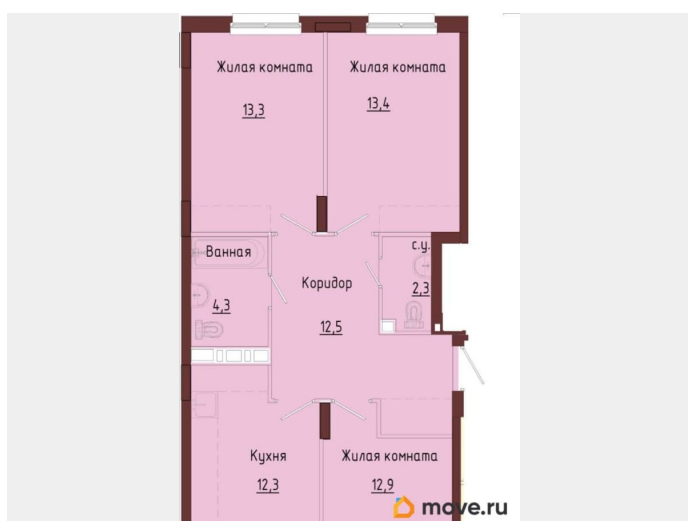 Жилая комната
13,3
Жилая комната
13,4
Ванная
4,3
с.у.
2,3
Коридор
12,5
Кухня
12,3
Жилая комната
12,9
move.ru